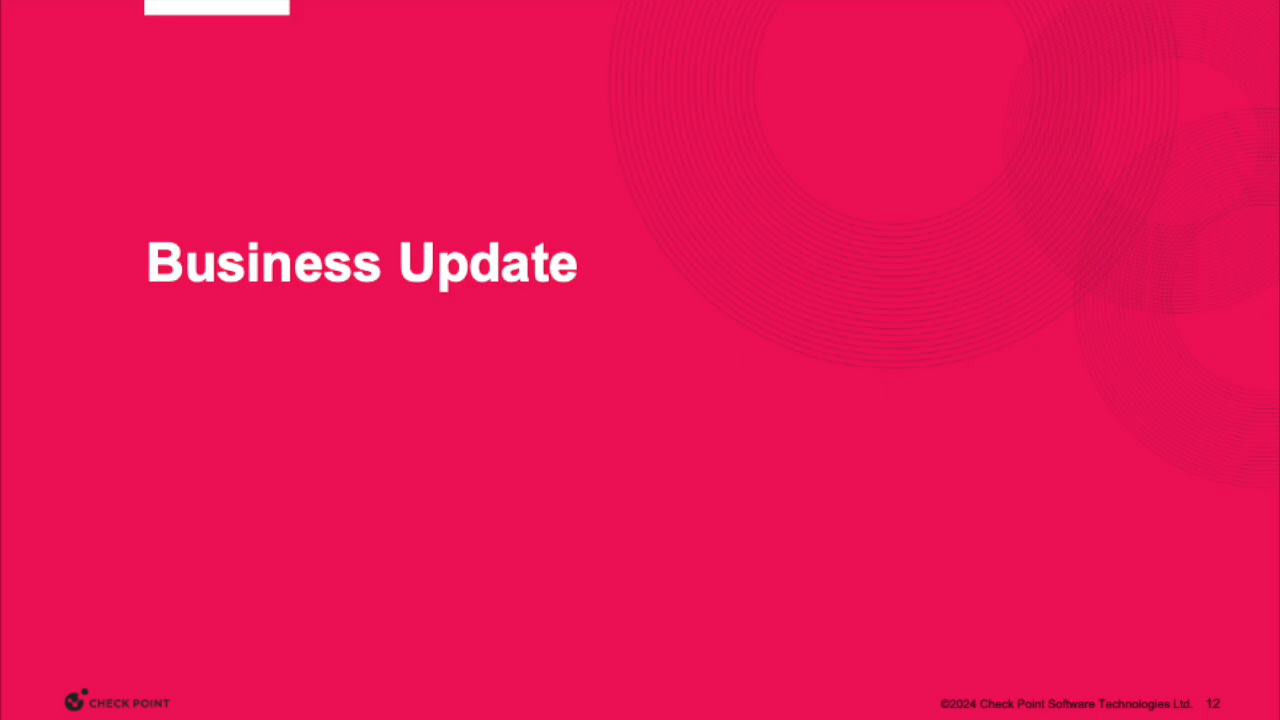 Business Update
CHECK POINT
©2024 Check Point Software Technologies Ltd. 12